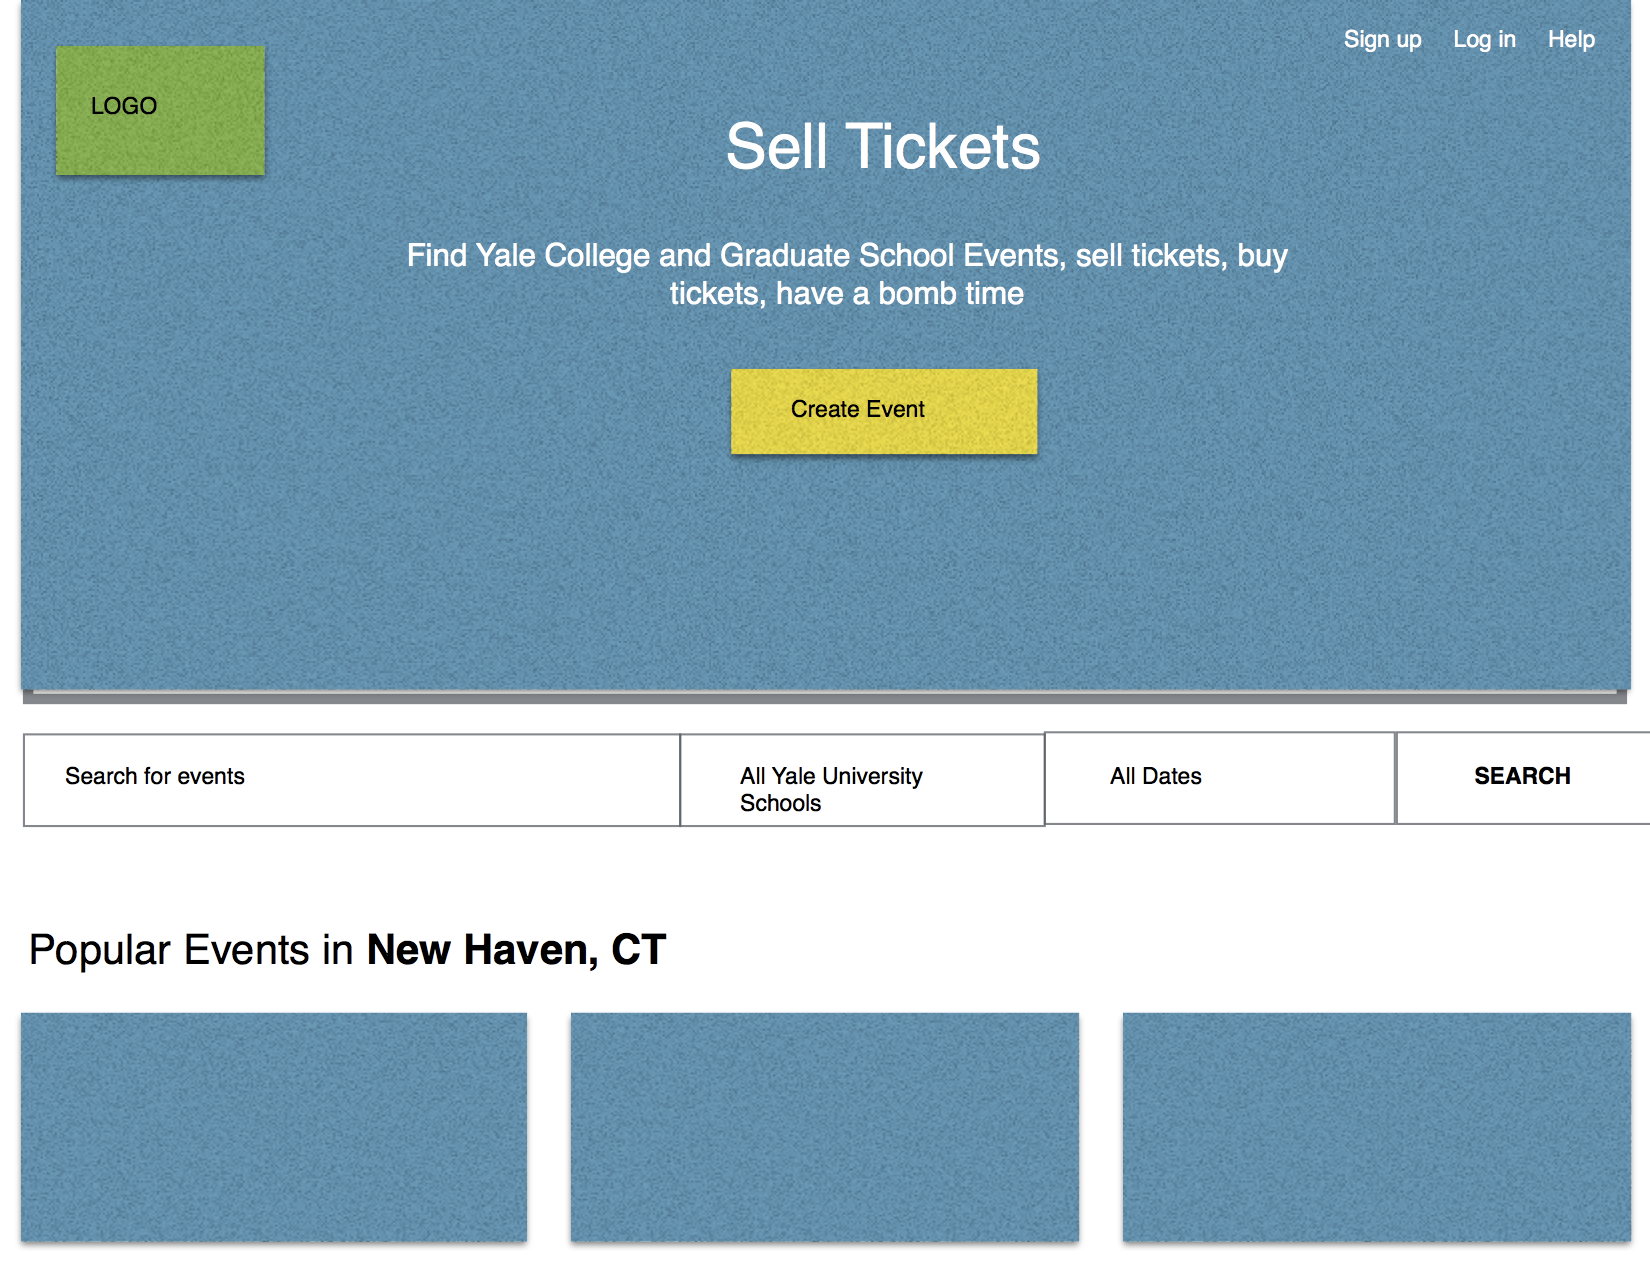 Sign up Log in Help
LOGO
Sell Tickets
Find Yale College and Graduate School Events, sell tickets, buy
tickets, have a bomb time
Create Event
Search for events
All Yale University
Schools
All Dates
SEARCH
Popular Events in New Haven, CT